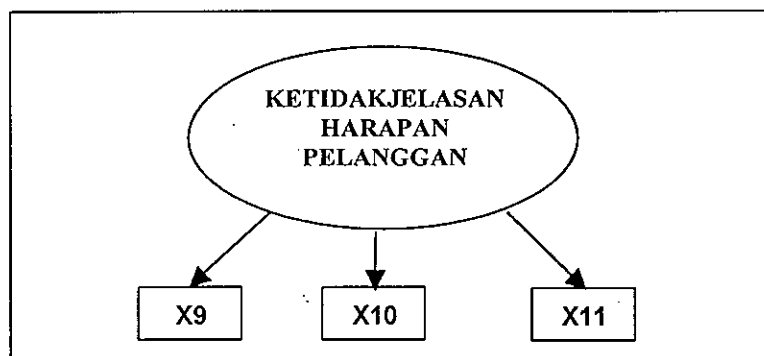 KETIDAKJELASAN
HARAPAN
PELANGGAN
X9 X10 X11